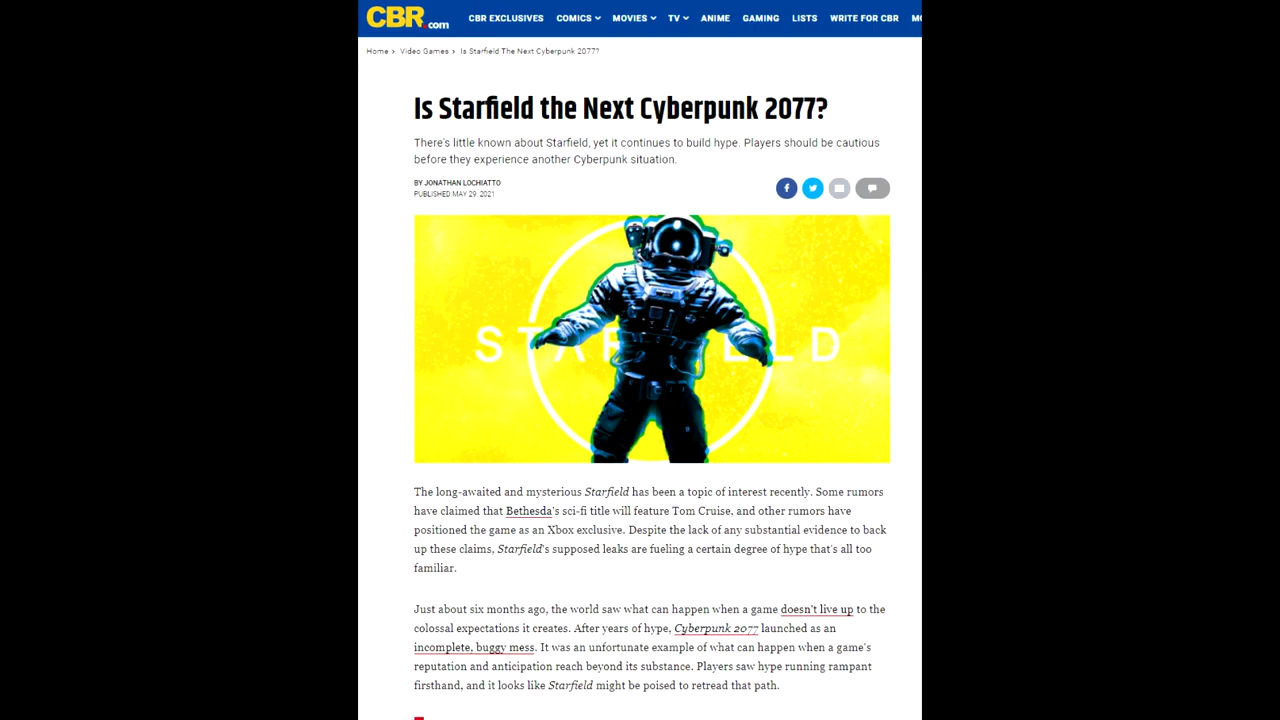 CBR.com
CBR EXCLUSIVES COMICS MOVIES TV ANIME GAMING LISTS WRITE FOR CBR
Home > Video Games > Is Starfield The Next Cyberpunk 2077?
Is Starfield the Next Cyberpunk 2077?
There's little known about Starfield, yet it continues to build hype. Players should be cautious
before they experience another Cyberpunk situation.
BY JONATHAN LOCHIATTO
PUBLISHED MAY 29, 2021
STARFIELD
The long-awaited and mysterious Starfield has been a topic of interest recently. Some rumors
have claimed that Bethesda's sci-fi title will feature Tom Cruise, and other rumors have
positioned the game as an Xbox exclusive. Despite the lack of any substantial evidence to back
up these claims, Starfield's supposed leaks are fueling a certain degree of hype that's all too
familiar.
Just about six months ago, the world saw what can happen when a game doesn't live up to the
colossal expectations it creates. After years of hype, Cyberpunk 2077 launched as an
incomplete, buggy mess. It was an unfortunate example of what can happen when a game's
reputation and anticipation reach beyond its substance. Players saw hype running rampant
firsthand, and it looks like Starfield might be poised to retread that path.